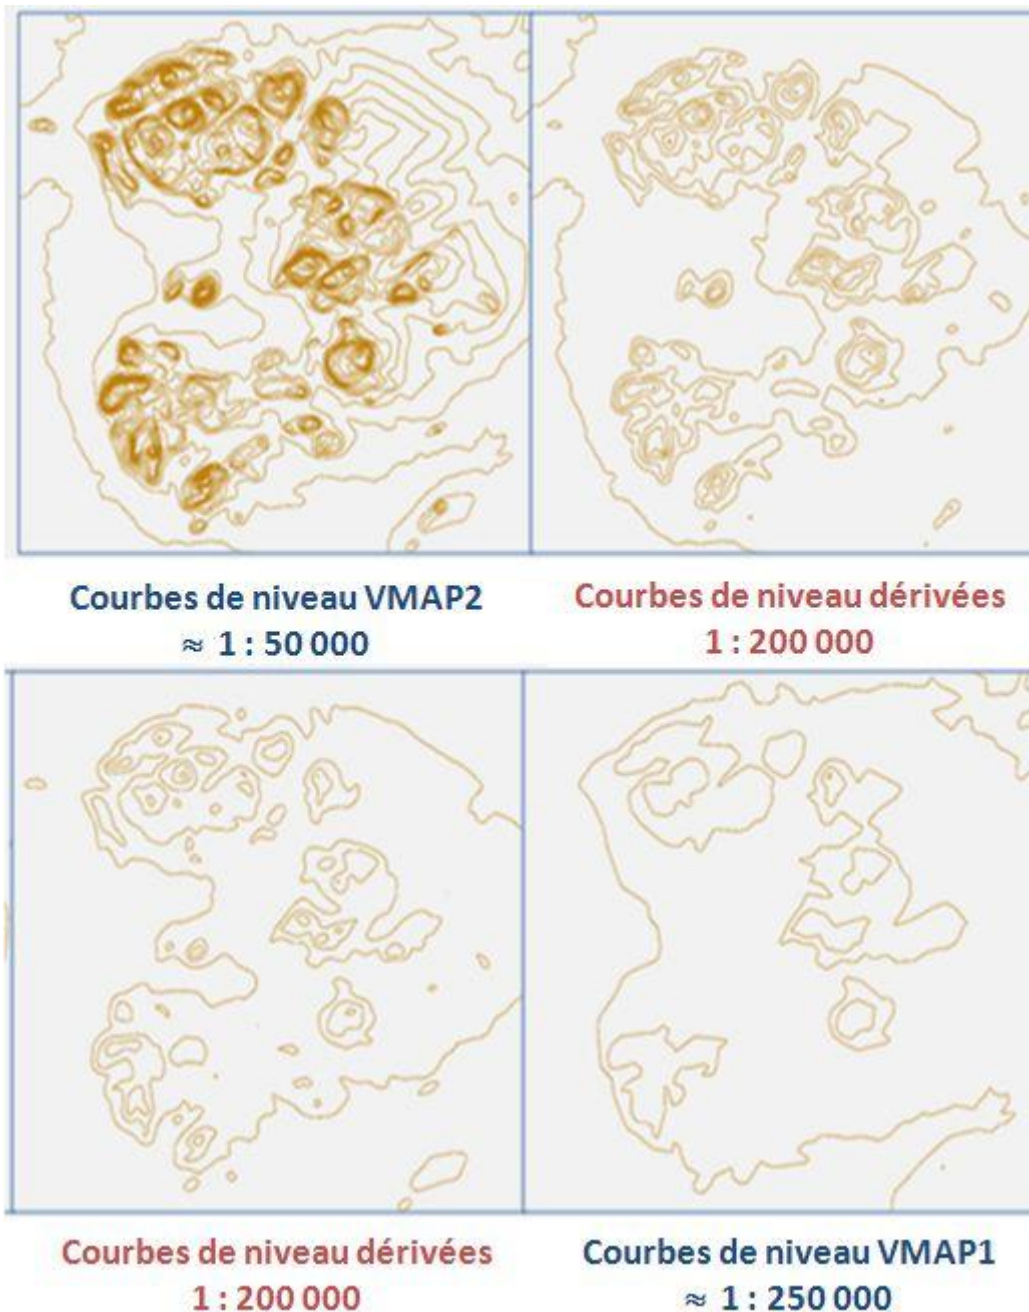 Courbes de niveau VMAP2
≈ 1 : 50 000
Courbes de niveau dérivées
1 : 200 000
Courbes de niveau dérivées
1 : 200 000
Courbes de niveau VMAP1
≈ 1 : 250 000